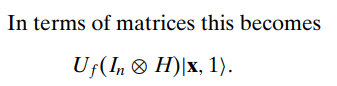 In terms of matrices this becomes
U_f(I_n ⊗ H)|x, 1⟩.